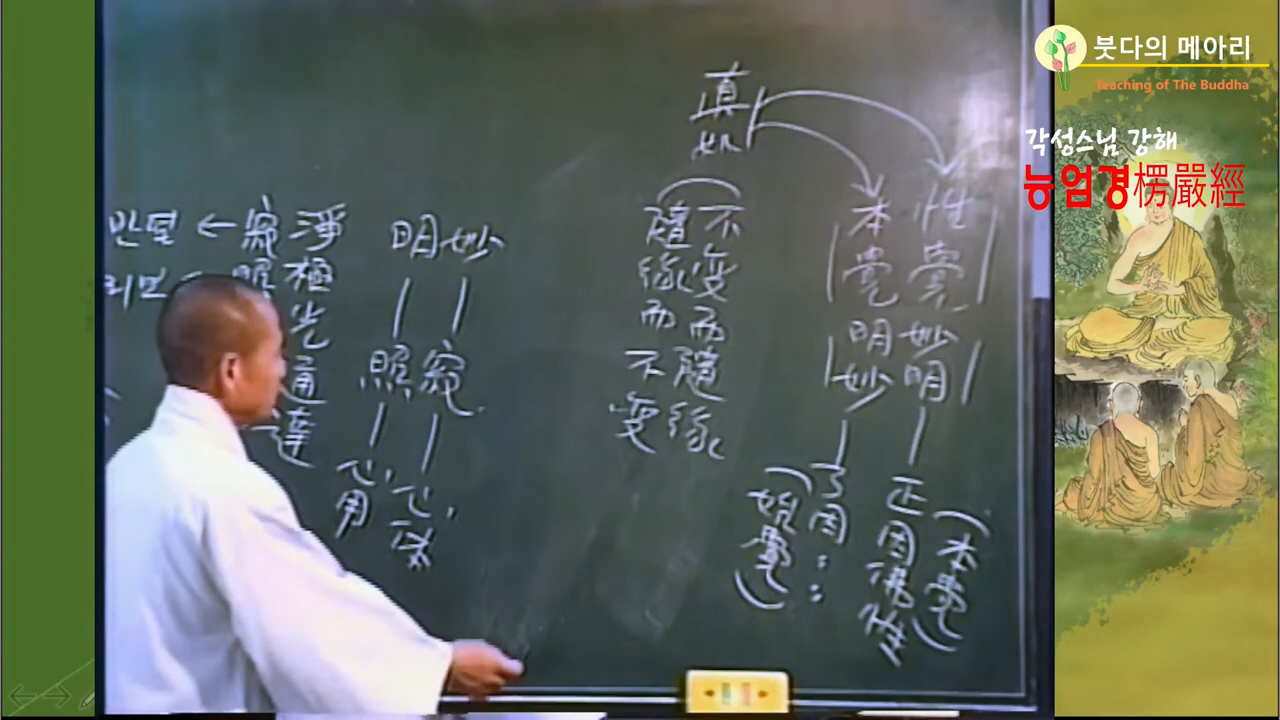 붓다의 메아리
Teaching of The Buddha
각성스님 강해
능엄경楞嚴經
眞如
性覺妙明
正因佛性
(本覺)
本覺明妙
了因〃〃
(始覺)
不變而隨緣
隨緣而不變
妙
寂
心体
明
照
心用
淨極光通達
寂
照